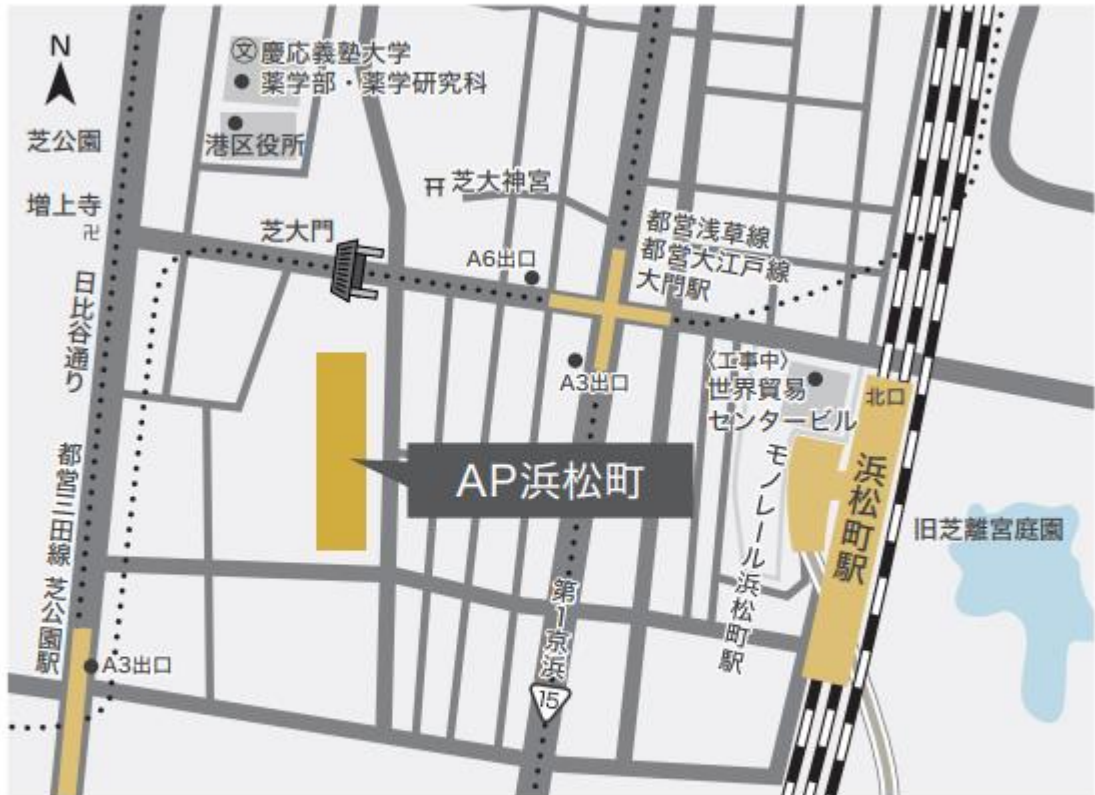 N
㊛慶応義塾大学
薬学部・薬学研究科
港区役所
芝公園
増上寺
卍
芝大神宮
芝大門
A6出口
都営浅草線
都営大江戸線
大門駅
日比谷通り
A3出口
〈工事中〉
世界貿易
センタービル
北口
AP浜松町
モノレール浜松町駅
浜松町駅
旧芝離宮庭園
都営三田線 芝公園駅
A3出口
第1京浜
15